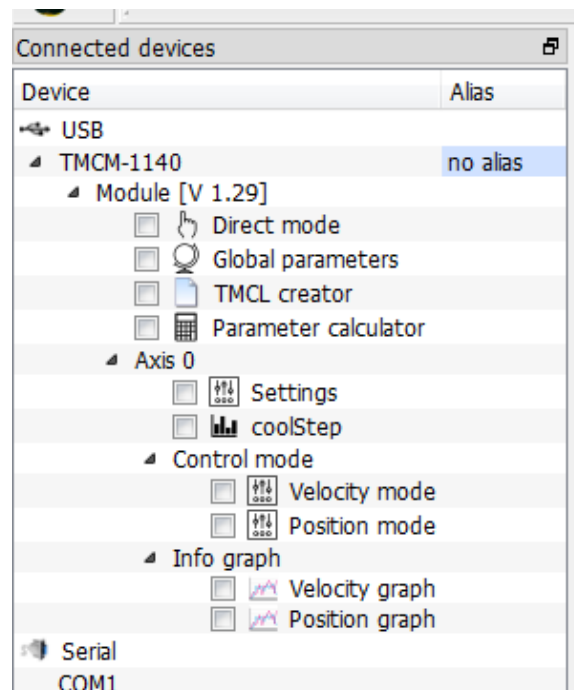 Connected devices
Device Alias
USB
TMCM-1140 no alias
Module [V 1.29]
Direct mode
Global parameters
TMCL creator
Parameter calculator
Axis 0
Settings
coolStep
Control mode
Velocity mode
Position mode
Info graph
Velocity graph
Position graph
Serial
COM1